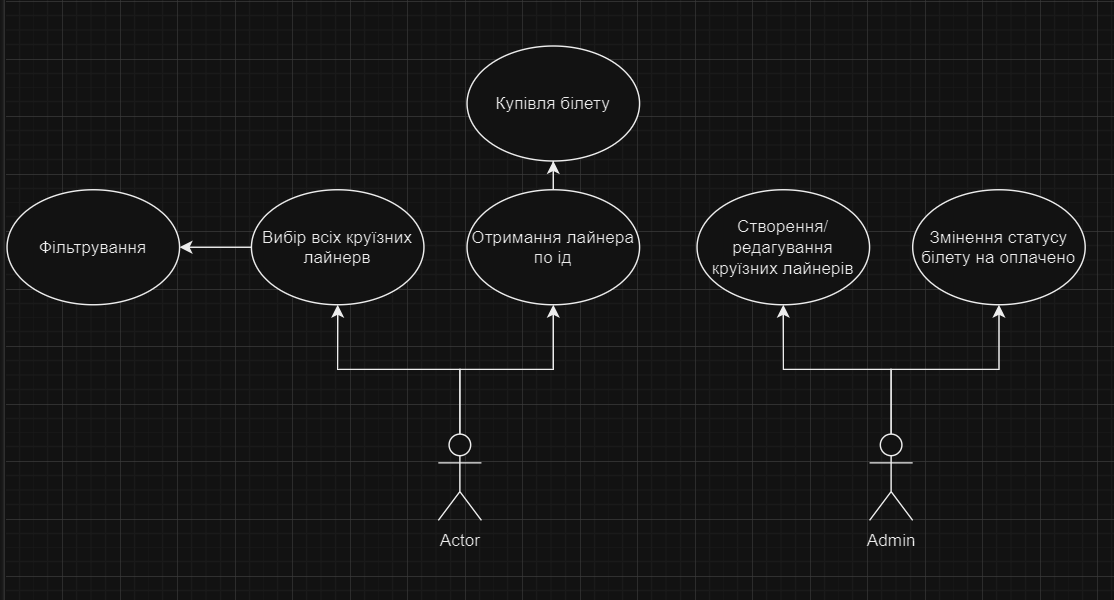 Купівля білету
Фільтрування
Вибір всіх круїзних
лайнерв
Отримання лайнера
по ід
Створення/
редагування
круїзних лайнерів
Змінення статусу
білету на оплачено
Actor
Admin